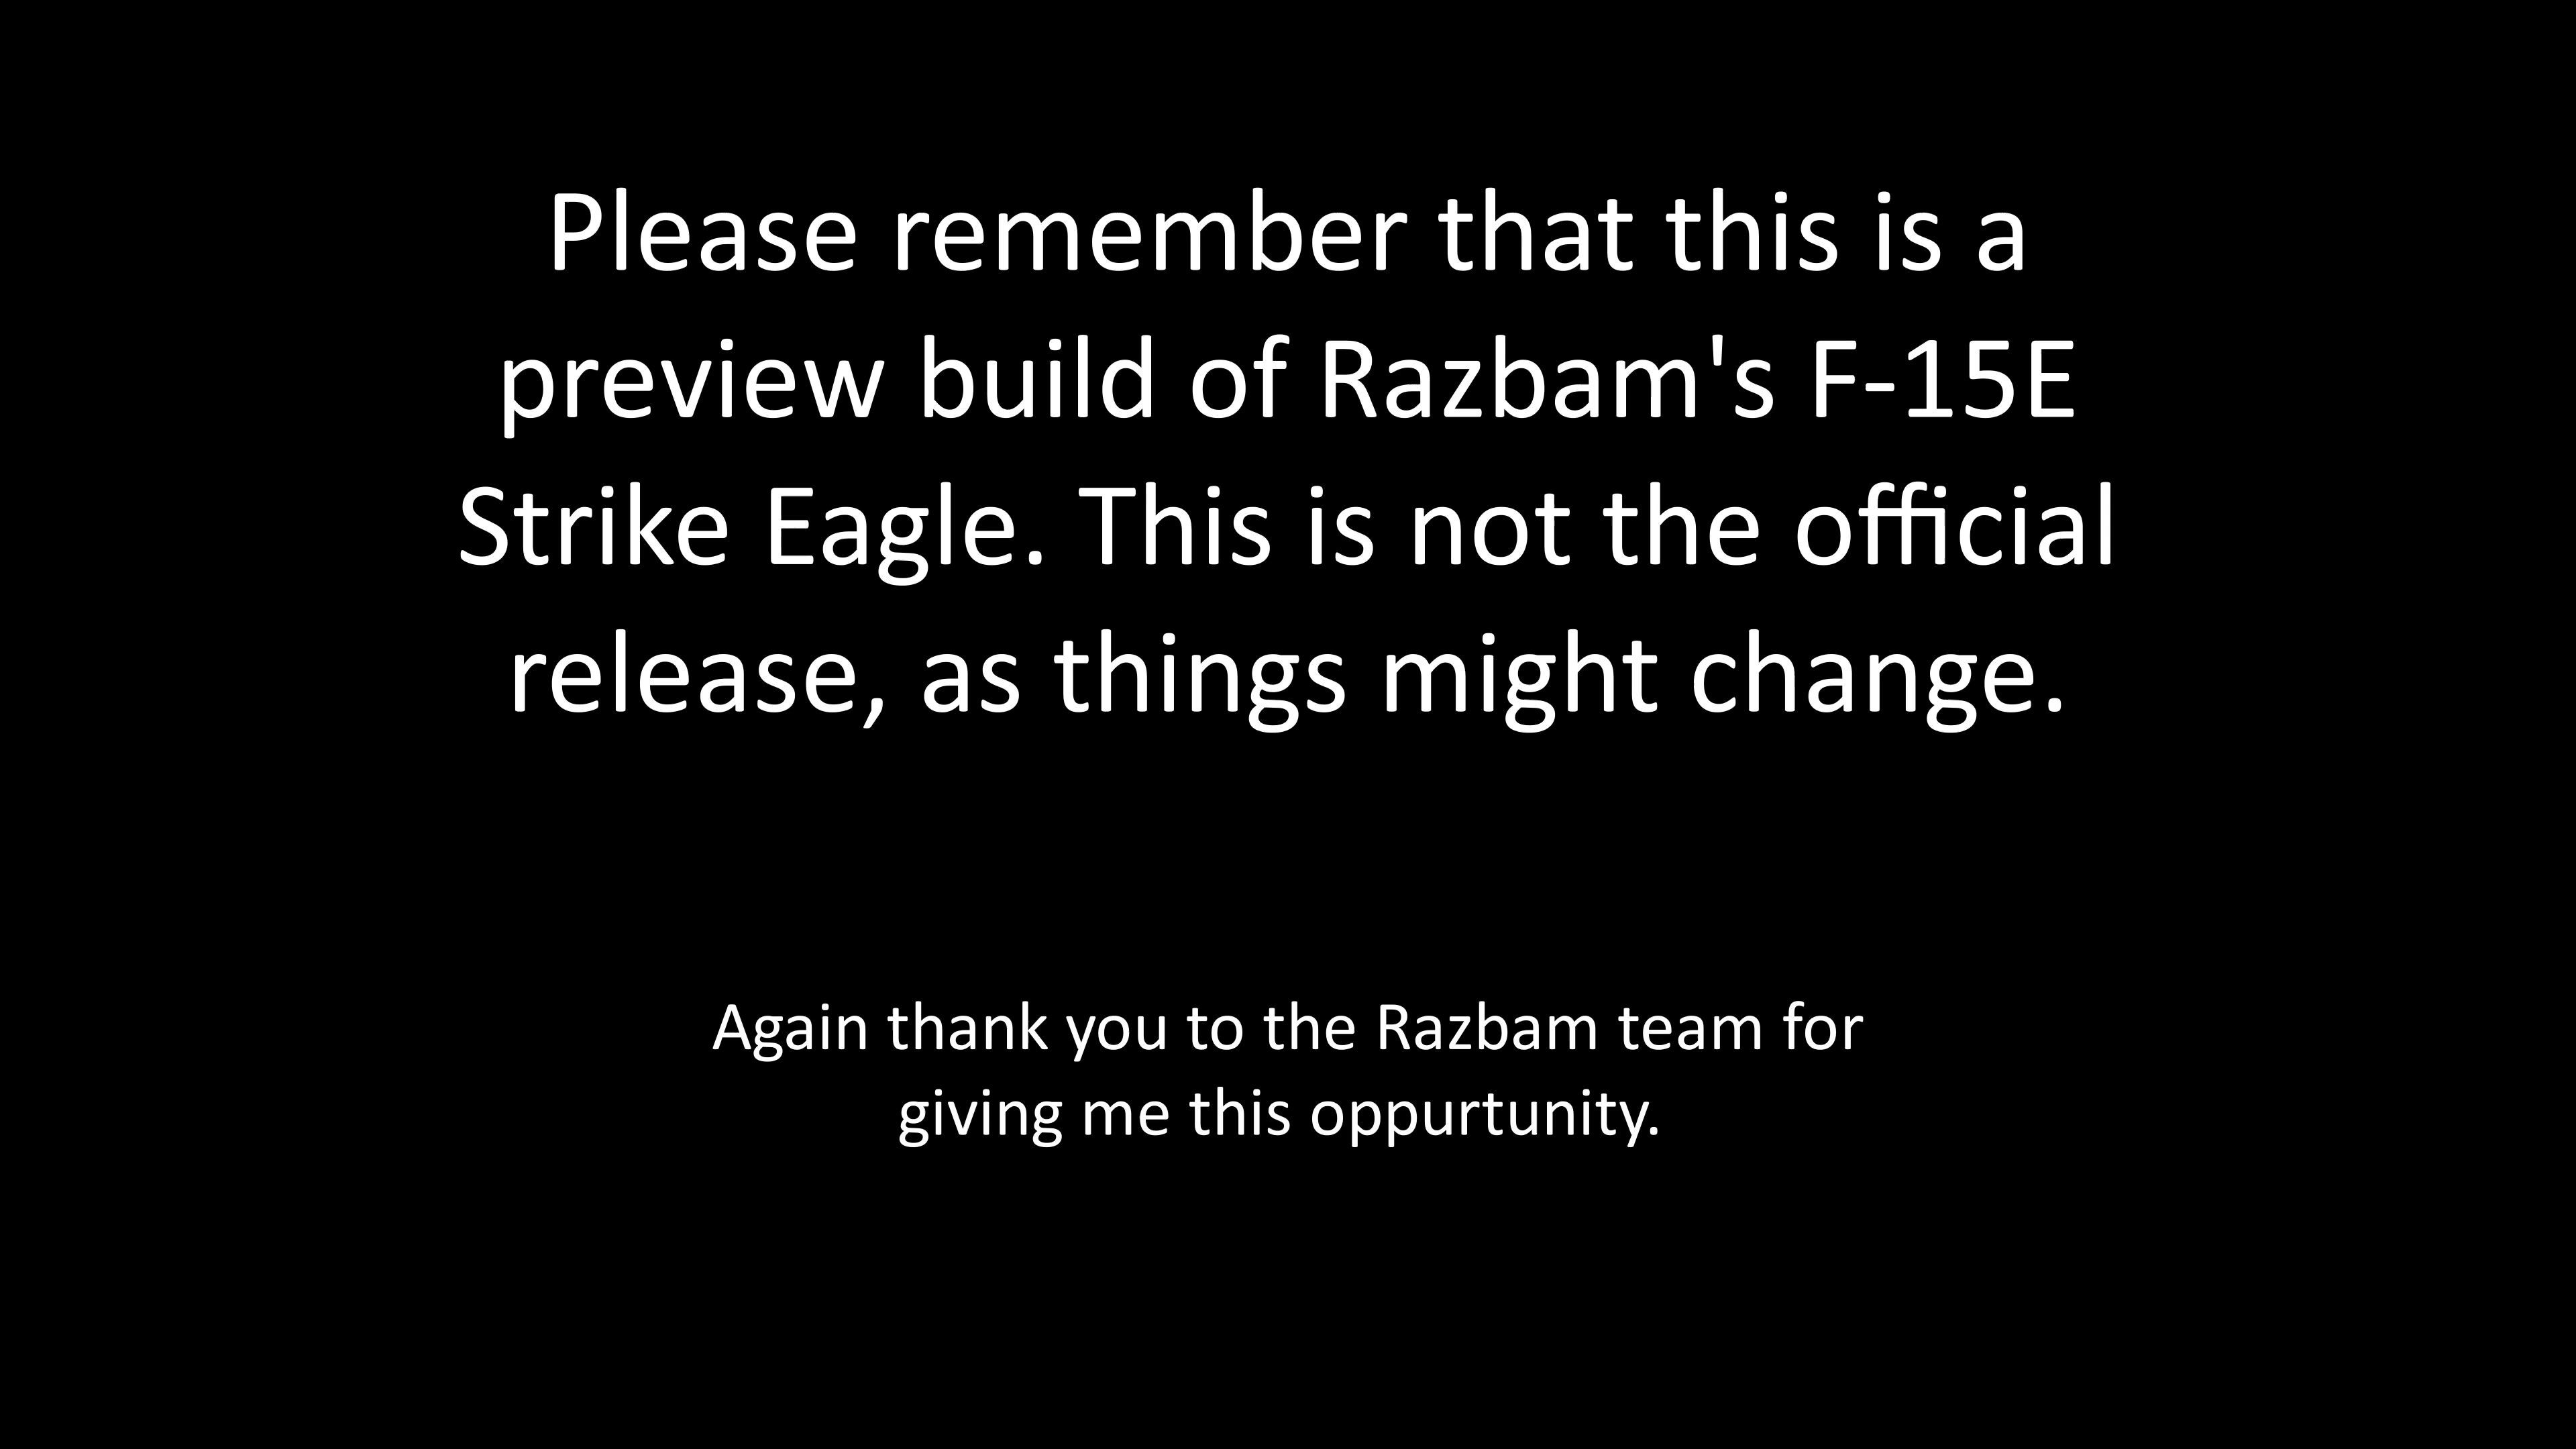 Please remember that this is a
preview build of Razbam's F-15E
Strike Eagle. This is not the official
release, as things might change.
Again thank you to the Razbam team for
giving me this oppurtunity.